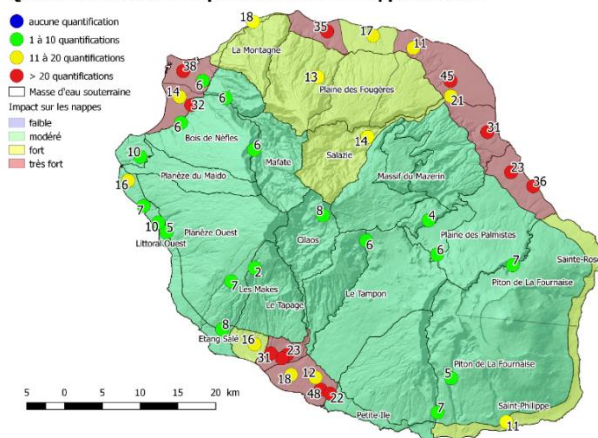 aucune quantification
1 à 10 quantifications
11 à 20 quantifications
> 20 quantifications
Masse d'eau souterraine
Impact sur les nappes
faible
modéré
fort
très fort
18
35
17
11
La Montagne
38
6
13
Plaine des Fougères
45
14
32
6
21
6
Bois de Nèfles
6
14
31
10
Mafate
Salazie
16
Planèze du Maïdo
Massif du Mazerin
23
36
7
10
5
Planèze Ouest
8
4
Littoral Ouest
Cilaos
6
Plaine des Palmistes
6
Sainte-Rose
2
7
7
Les Makes
Le Tampon
Piton de La Fournaise
Le Tapage
8
Etang Salé
16
31
23
18
12
5
Piton de La Fournaise
48
22
Petite-Ile
7
Saint-Philippe
11
5 0 5 10 15 20 km